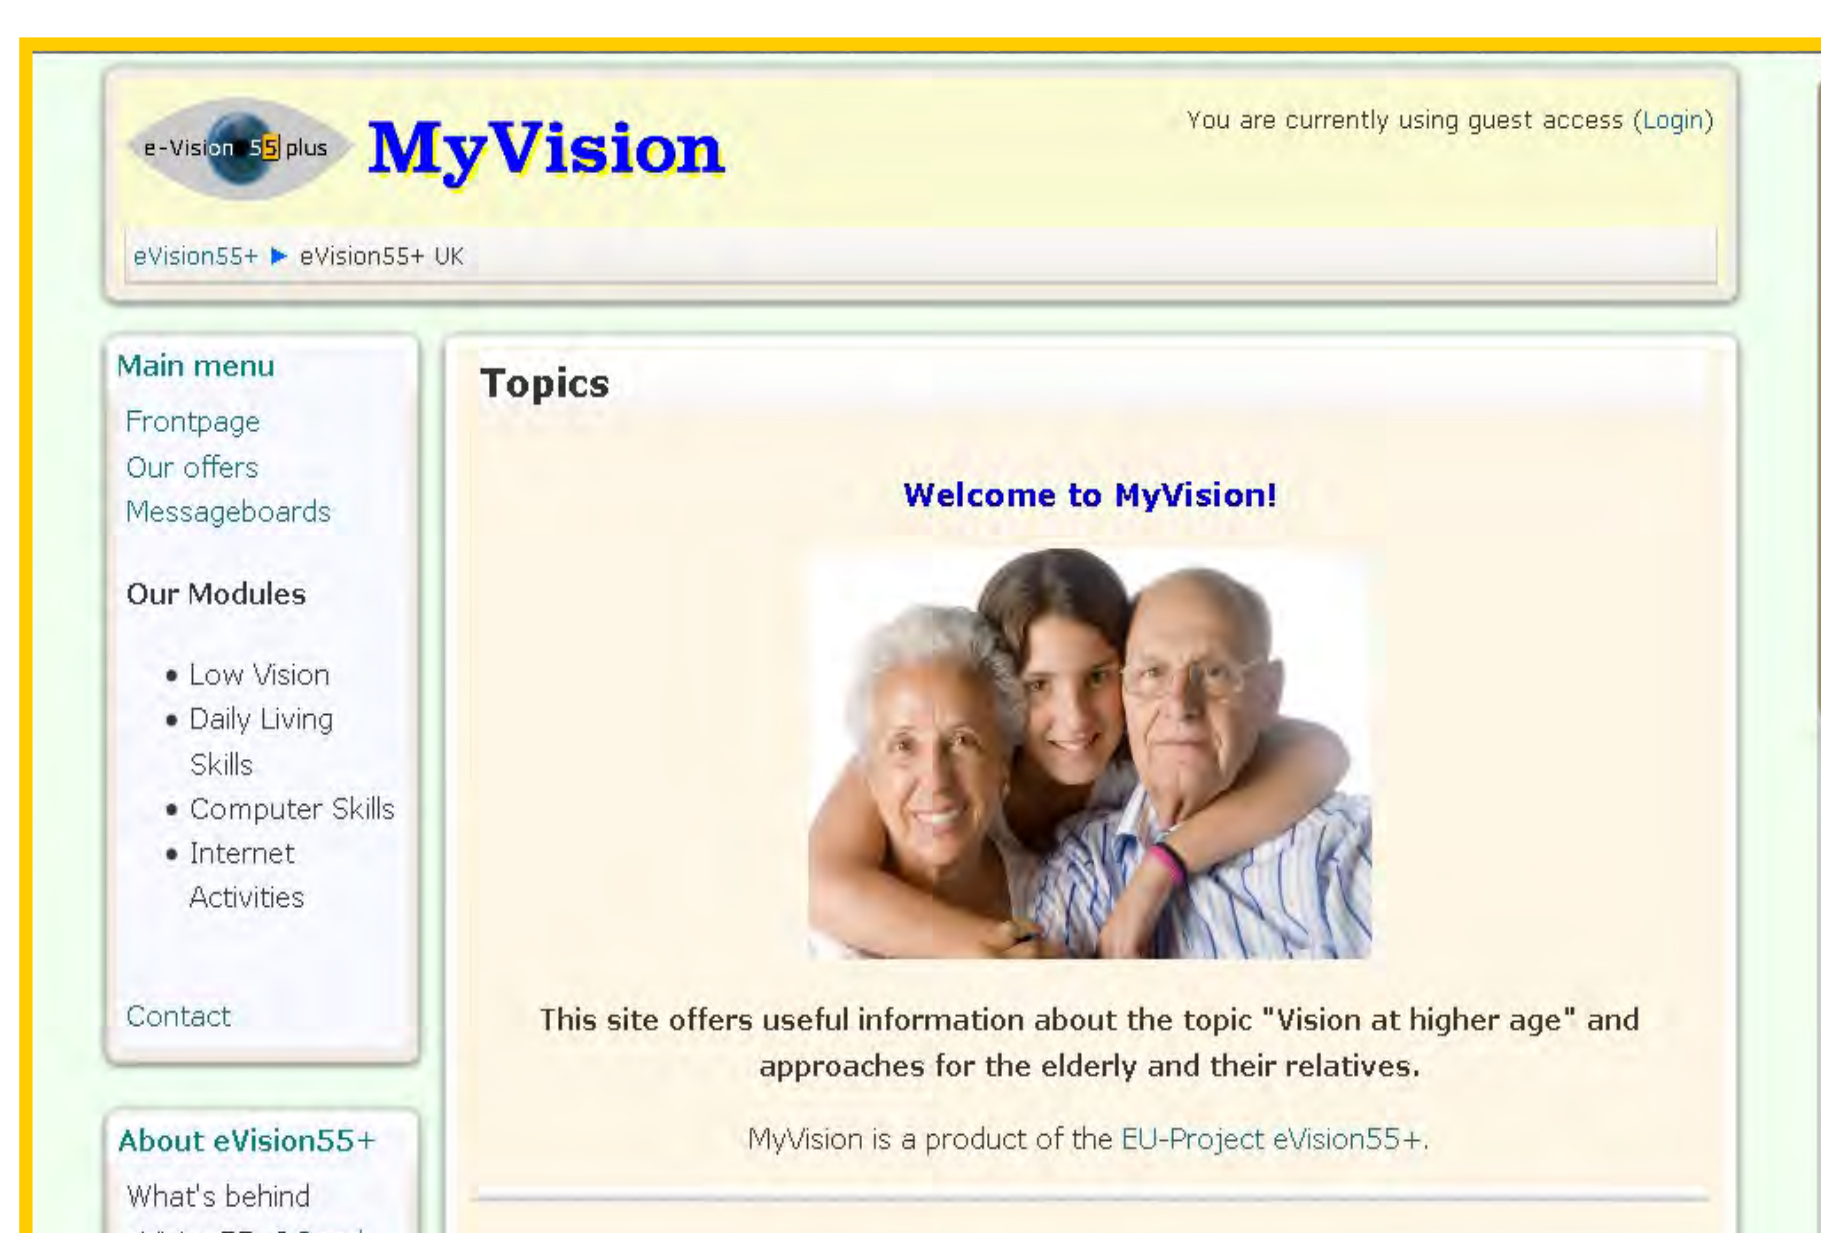 e-Vision 55 plus
MyVision
You are currently using guest access (Login)
eVision55+ ► eVision55+ UK
Main menu
Frontpage
Our offers
Messageboards
Our Modules
• Low Vision
• Daily Living
Skills
• Computer Skills
• Internet
Activities
Contact
About eVision55+
What's behind
Topics
Welcome to MyVision!
This site offers useful information about the topic "Vision at higher age" and
approaches for the elderly and their relatives.
MyVision is a product of the EU-Project eVision55+.